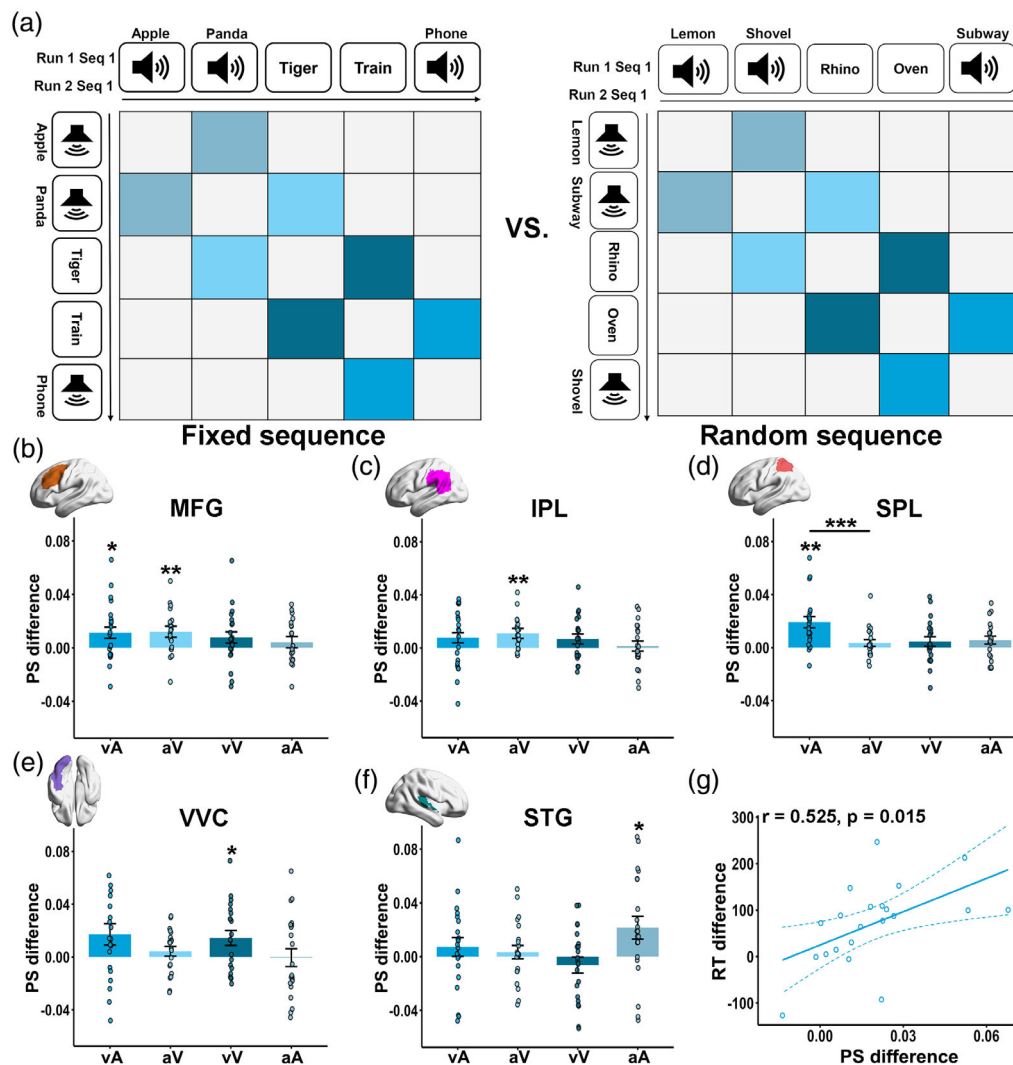 (a)
Apple Panda Phone
Run 1 Seq 1 Tiger Train
Run 2 Seq 1
Apple
Panda
Tiger
Train
Phone
Fixed sequence
VS.
Lemon Shovel Subway
Run 1 Seq 1 Rhino Oven
Run 2 Seq 1
Lemon
Subway
Rhino
Oven
Shovel
Random sequence
(b)
MFG
PS difference
0.08
0.04
0.00
-0.04
* **
vA aV vV aA
(c)
IPL
PS difference
0.08
0.04
0.00
-0.04
**
vA aV vV aA
(d)
SPL
PS difference
0.08
0.04
0.00
-0.04
***
**
vA aV vV aA
(e)
VVC
PS difference
0.08
0.04
0.00
-0.04
*
vA aV vV aA
(f)
STG
PS difference
0.08
0.04
0.00
-0.04
*
vA aV vV aA
(g)
r = 0.525, p = 0.015
RT difference
300
200
100
0
-100
0.00 0.03 0.06
PS difference